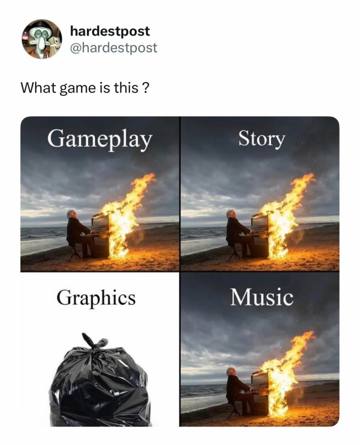 hardestpost
@hardestpost
What game is this ?
Gameplay
Story
Graphics
Music